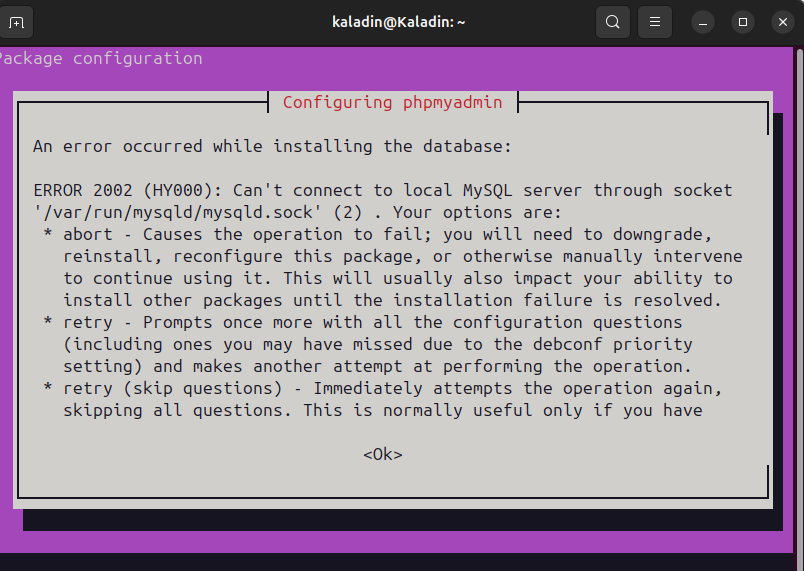 kaladin@Kaladin: ~
Package configuration
Configuring phpmyadmin
An error occurred while installing the database:
ERROR 2002 (HY000): Can't connect to local MySQL server through socket
'/var/run/mysqld/mysqld.sock' (2) . Your options are:
* abort - Causes the operation to fail; you will need to downgrade,
reinstall, reconfigure this package, or otherwise manually intervene
to continue using it. This will usually also impact your ability to
install other packages until the installation failure is resolved.
* retry - Prompts once more with all the configuration questions
(including ones you may have missed due to the debconf priority
setting) and makes another attempt at performing the operation.
* retry (skip questions) - Immediately attempts the operation again,
skipping all questions. This is normally useful only if you have
<Ok>